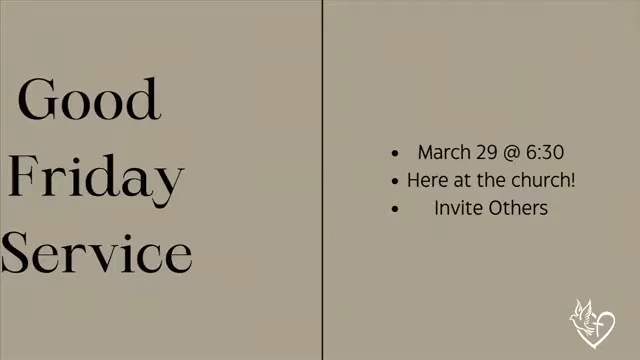 Good
Friday
Service
• March 29 @ 6:30
• Here at the church!
• Invite Others